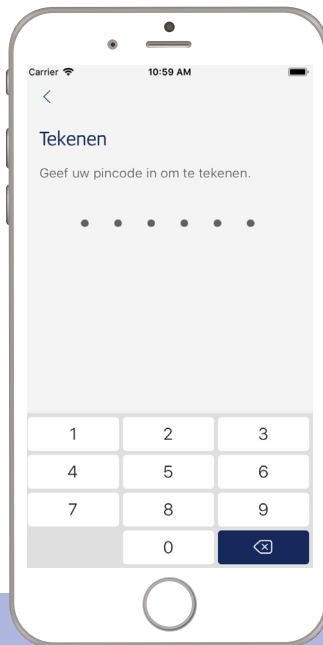 Carrier 10:59 AM
Tekenen
Geef uw pincode in om te tekenen.
1 2 3
4 5 6
7 8 9
0